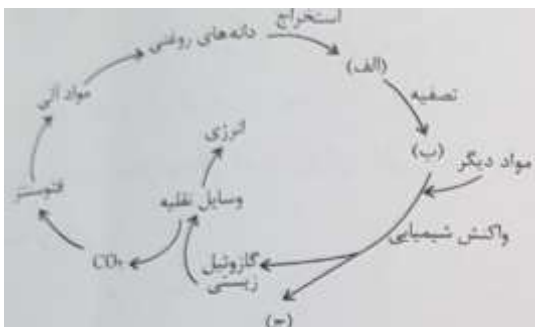 استخراج
دانه‌های روغنی
(الف)
مواد آلی
تصفیه
انرژی
(ب)
مواد دیگر
فتوسنتز
وسایل نقلیه
واکنش شیمیایی
گازوئیل
زیستی
CO₂
(ج)